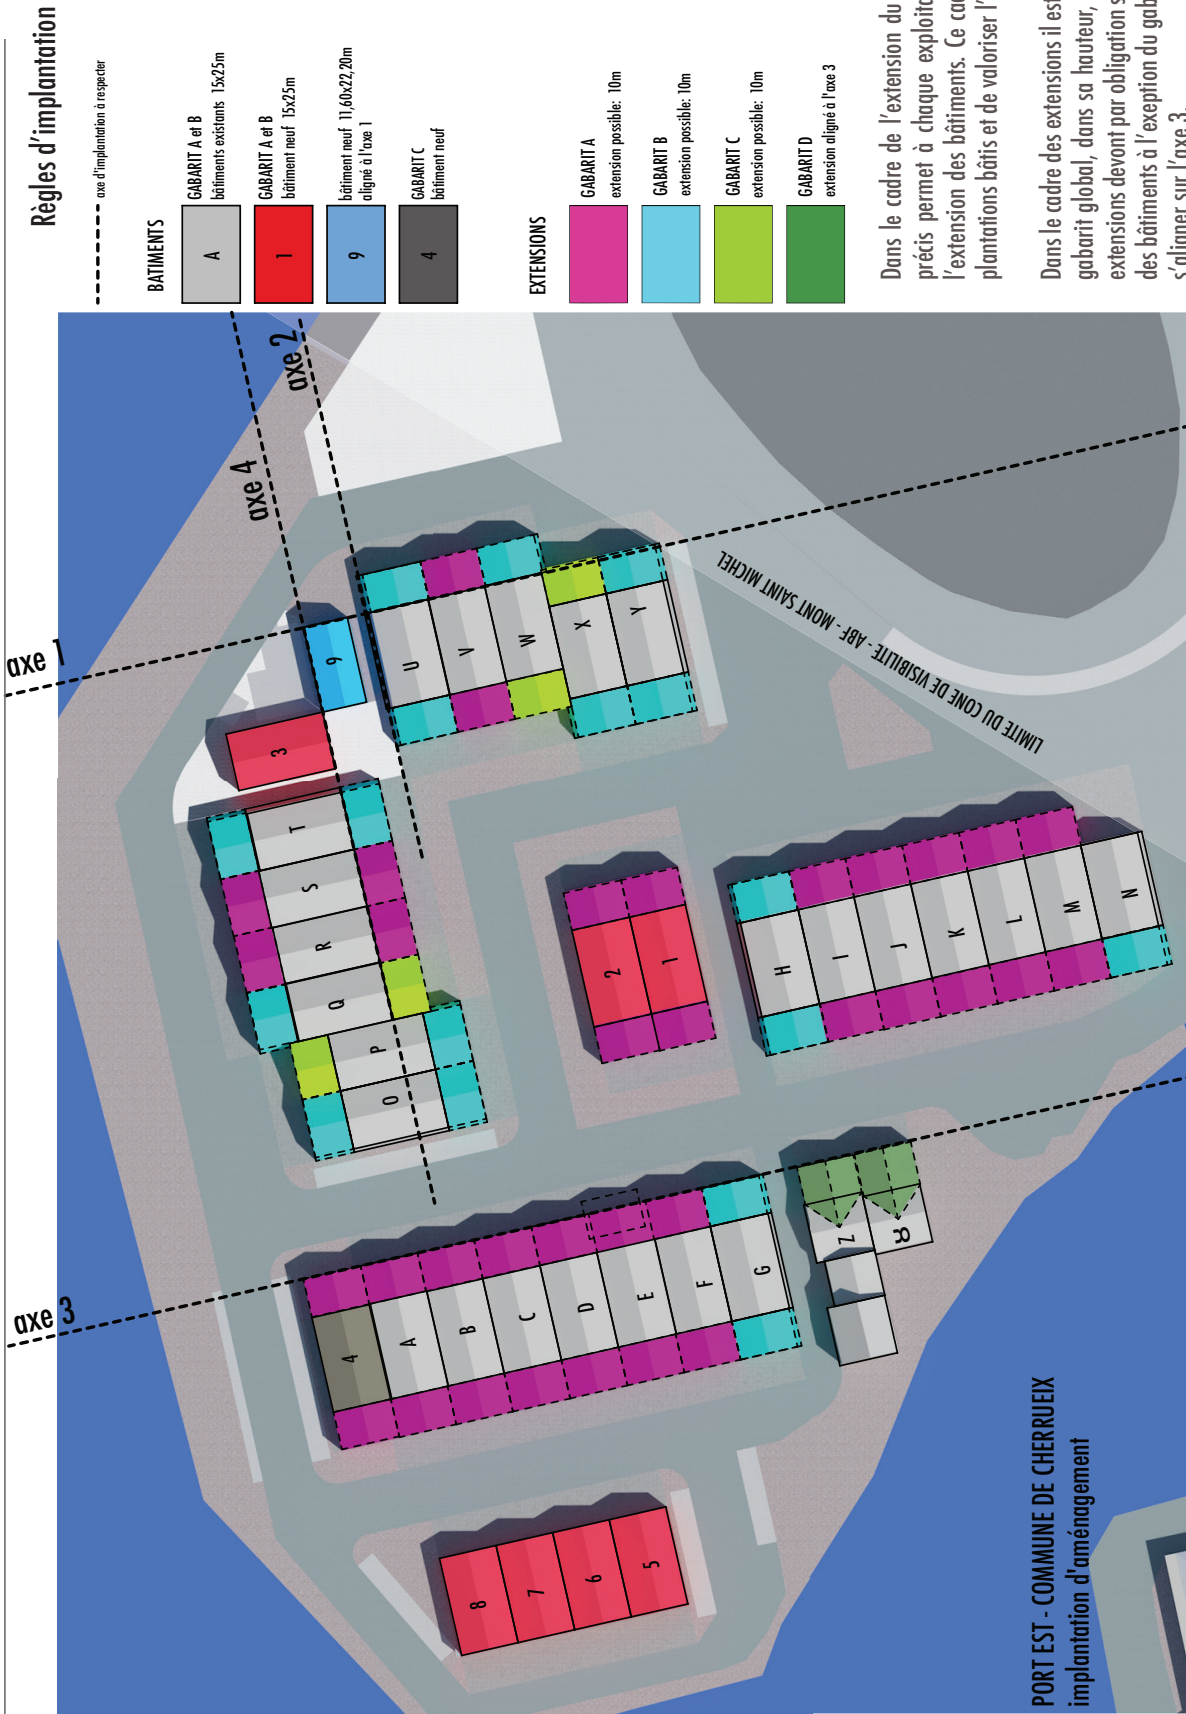 Règles d'implantation
axe d'implantation à respecter
BATIMENTS
A
GABARIT A et B
bâtiments existants 15x25m
1
GABARIT A et B
bâtiment neuf 15x25m
9
bâtiment neuf 11,60x22,20m
aligné à l'axe 1
4
GABARIT C
bâtiment neuf
EXTENSIONS
GABARIT A
extension possible: 10m
GABARIT B
extension possible: 10m
GABARIT C
extension possible: 10m
GABARIT D
extension aligné à l'axe 3
Dans le cadre de l'extension du
précis permet à chaque exploita
l'extension des bâtiments. Ce ca
plantations bâtis et de valoriser l'
Dans le cadre des extensions il est
gabarit global, dans sa hauteur,
extensions devont par obligation s
des bâtiments à l'exeption du gab
s'aligner sur l'axe 3.
axe 1
axe 2
axe 3
axe 4
3
9
T
S
R
Q
P
O
U
V
W
X
Y
2
1
H
I
J
K
L
M
N
4
A
B
C
D
E
F
G
Z
8
7
6
5
LIMITE DU CONE DE VISIBILITE - ABF - MONT SAINT MICHEL
PORT EST - COMMUNE DE CHERRUEIX
implantation d'aménagement